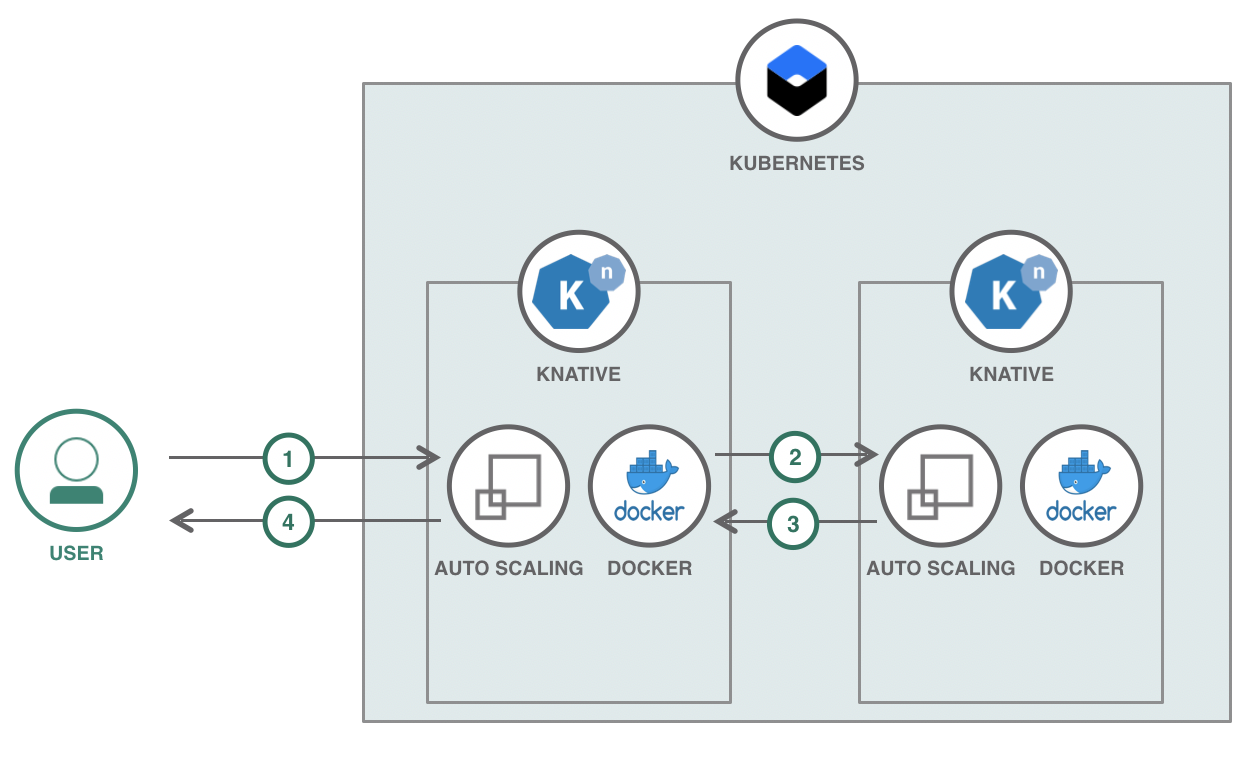 KUBERNETES
K n
KNATIVE
K n
KNATIVE
1
2
4
3
docker
docker
USER
AUTO SCALING
DOCKER
AUTO SCALING
DOCKER